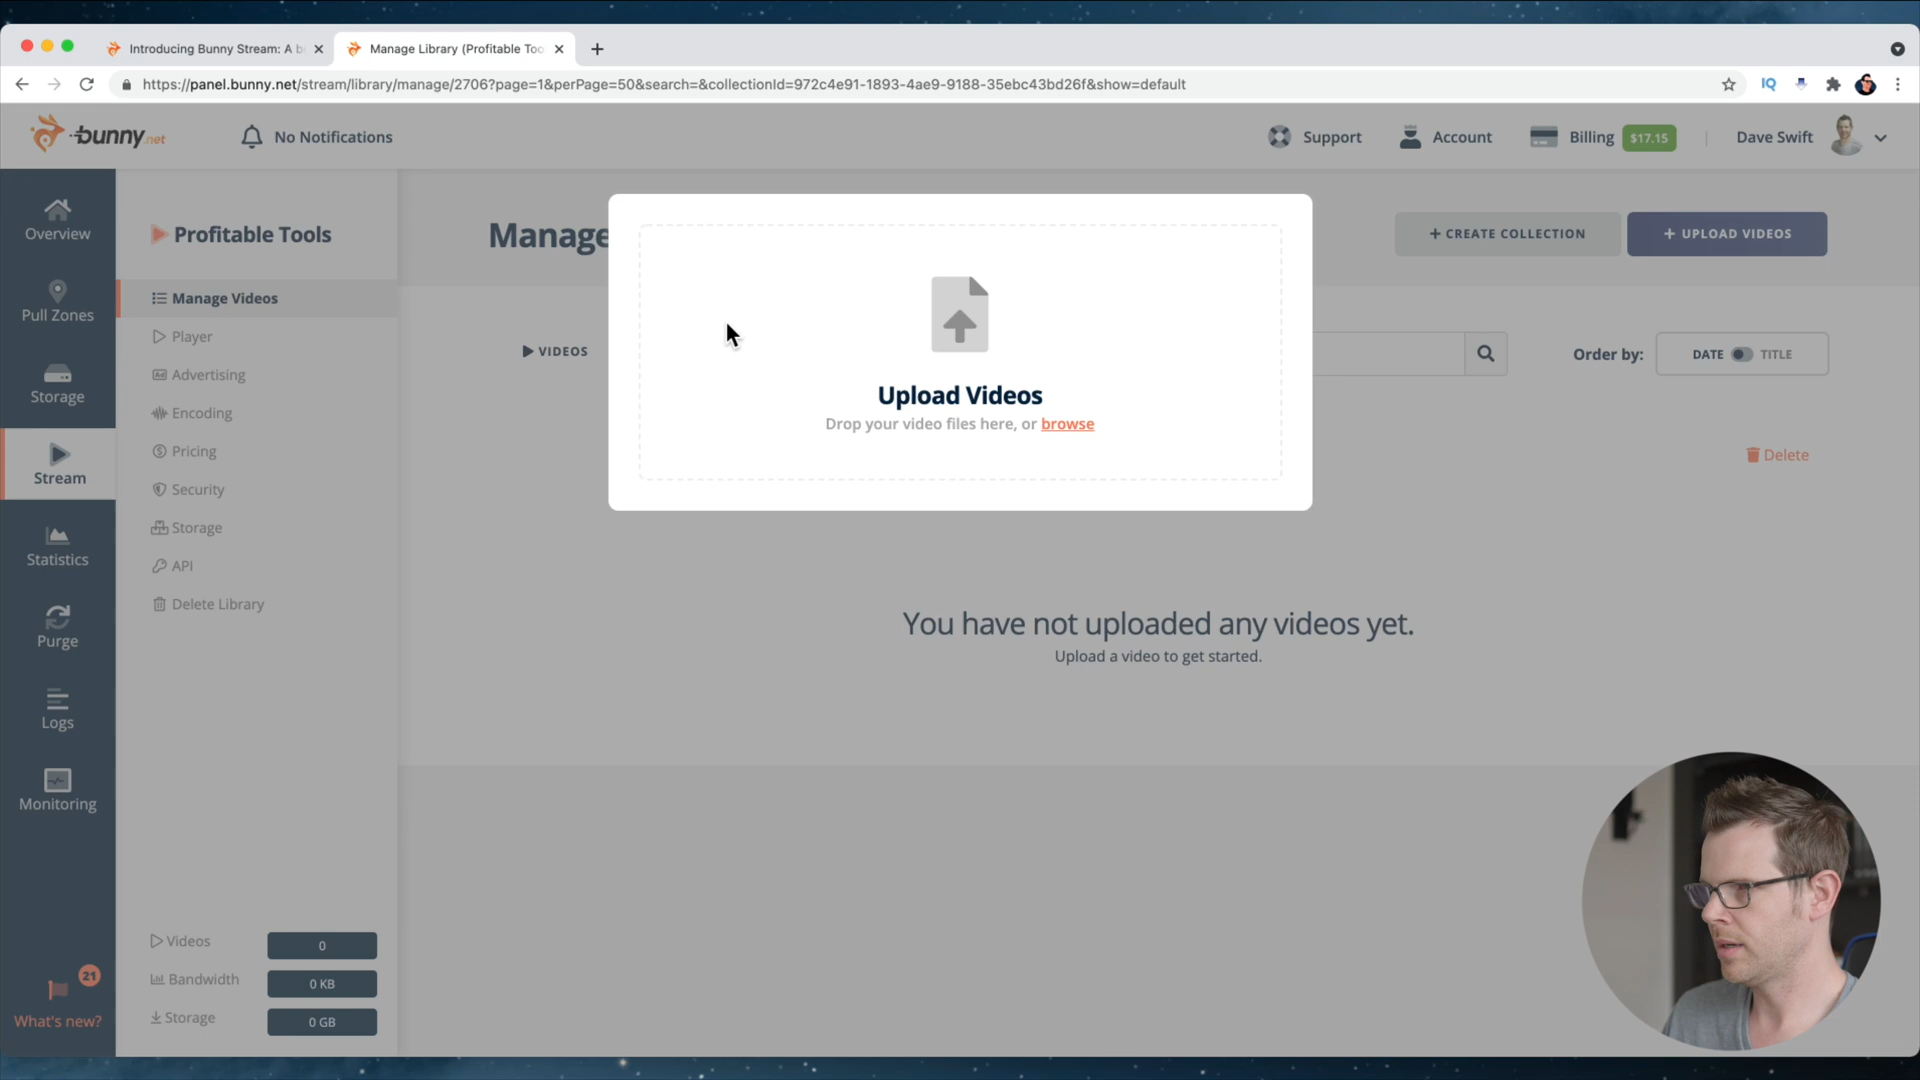 Introducing Bunny Stream: A b
Manage Library (Profitable Too
https://panel.bunny.net/stream/library/manage/2706?page=1&perPage=50&search=&collectionId=972c4e91-1893-4ae9-9188-35ebc43bd26f&show=default
IQ
bunny.net
No Notifications
Support
Account
Billing
$17.15
Dave Swift
Overview
Pull Zones
Storage
Stream
Statistics
Purge
Logs
Monitoring
21
What's new?
Profitable Tools
Manage Videos
Player
Advertising
Encoding
Pricing
Security
Storage
API
Delete Library
Videos
0
Bandwidth
0 KB
Storage
0 GB
Manage
+ CREATE COLLECTION
+ UPLOAD VIDEOS
VIDEOS
Order by:
DATE
TITLE
Delete
Upload Videos
Drop your video files here, or browse
You have not uploaded any videos yet.
Upload a video to get started.